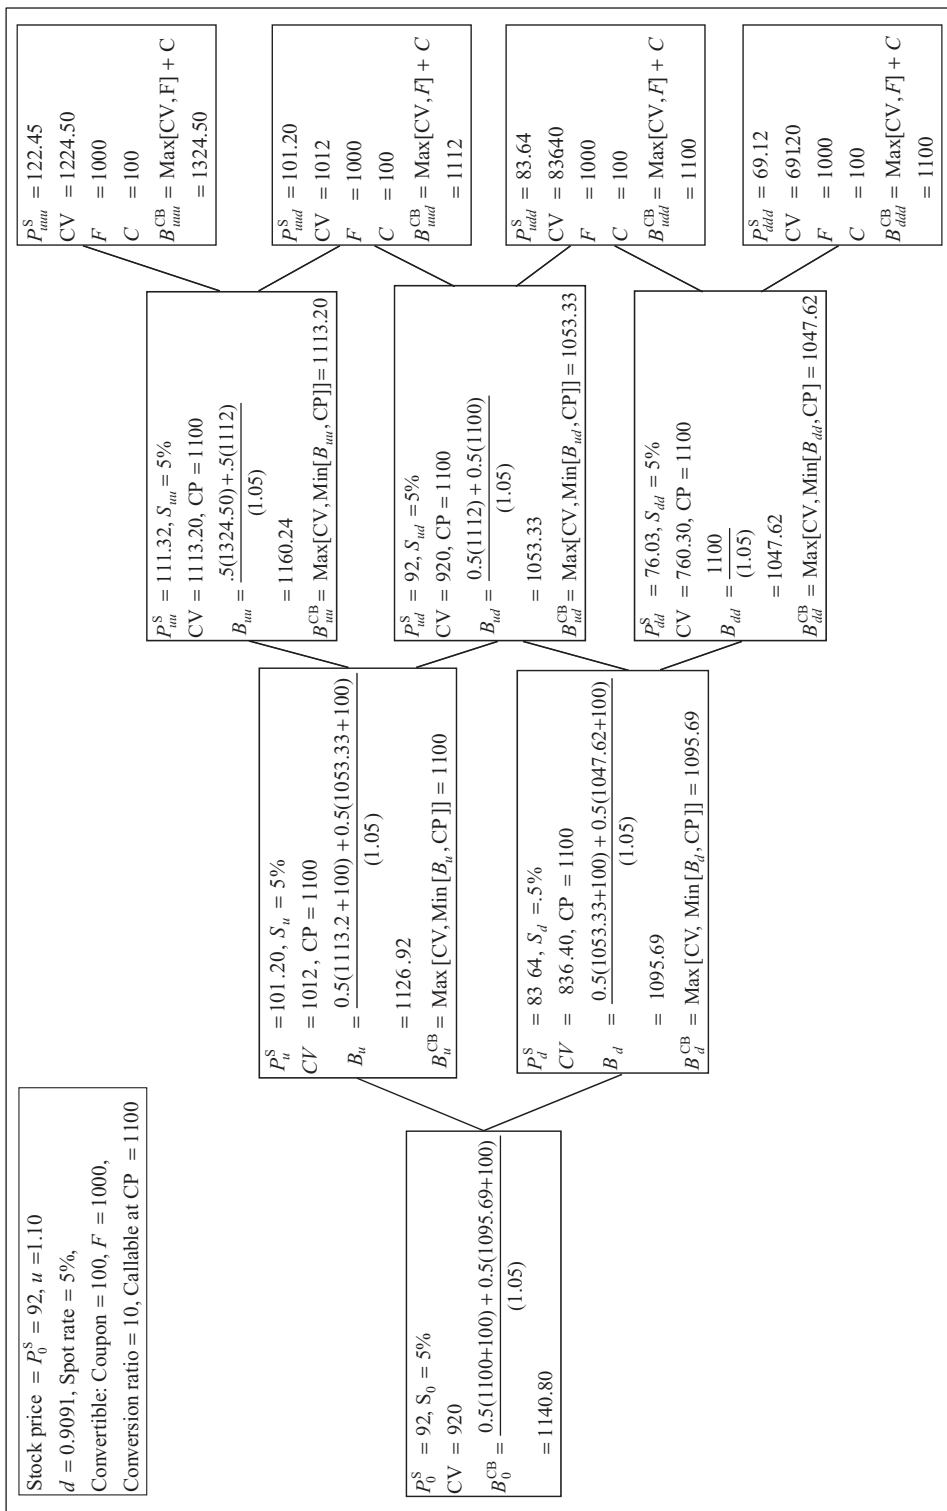 Stock price = P₀ˢ = 92, u = 1.10
d = 0.9091, Spot rate = 5%,
Convertible: Coupon = 100, F = 1000,
Conversion ratio = 10, Callable at CP = 1100
P₀ˢ = 92, S₀ = 5%
CV = 920
B₀^CB = 0.5(1100+100) + 0.5(1095.69+100)
(1.05)
= 1140.80
P_u^S = 101.20, S_u = 5%
CV = 1012, CP = 1100
B_u = 0.5(1113.2+100) + 0.5(1053.33+100)
(1.05)
= 1126.92
B_u^CB = Max [CV, Min [B_u, CP]] = 1100
P_d^S = 83 64, S_d =.5%
CV = 836.40, CP = 1100
B_d = 0.5(1053.33+100) + 0.5(1047.62+100)
(1.05)
= 1095.69
B_d^CB = Max [CV, Min [B_d, CP]] = 1095.69
P_uu^S = 111.32, S_uu = 5%
CV = 1113.20, CP = 1100
B_uu = .5(1324.50) + .5(1112)
(1.05)
= 1160.24
B_uu^CB = Max[CV, Min[B_uu, CP]] = 1113.20
P_ud^S = 92, S_ud =5%
CV = 920, CP = 1100
B_ud = 0.5(1112) + 0.5(1100)
(1.05)
= 1053.33
B_ud^CB = Max[CV, Min[B_ud, CP]] = 1053.33
P_dd^S = 76.03, S_dd = 5%
CV = 760.30, CP = 1100
B_dd = 1100
(1.05)
= 1047.62
B_dd^CB = Max[CV, Min[B_dd, CP] = 1047.62
P_uuu^S = 122.45
CV = 1224.50
F = 1000
C = 100
B_uuu^CB = Max[CV, F] + C
= 1324.50
P_uud^S = 101.20
CV = 1012
F = 1000
C = 100
B_uud^CB = Max[CV, F] + C
= 1112
P_udd^S = 83.64
CV = 83640
F = 1000
C = 100
B_udd^CB = Max[CV, F] + C
= 1100
P_ddd^S = 69.12
CV = 69120
F = 1000
C = 100
B_ddd^CB = Max[CV, F] + C
= 1100